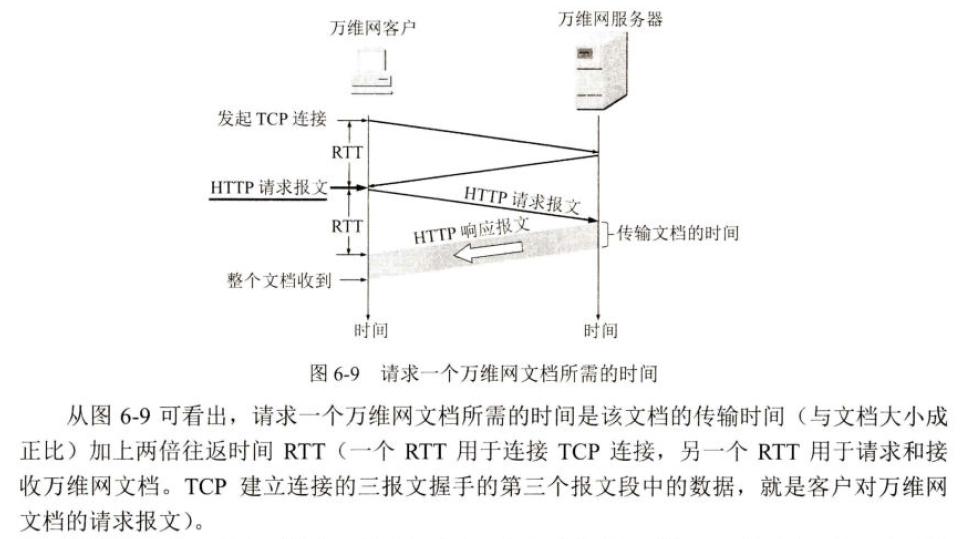 万维网客户
万维网服务器
发起 TCP 连接
RTT
HTTP 请求报文
HTTP 请求报文
RTT
HTTP 响应报文
传输文档的时间
整个文档收到
时间
时间
图 6-9 请求一个万维网文档所需的时间
从图 6-9 可看出，请求一个万维网文档所需的时间是该文档的传输时间（与文档大小成
正比）加上两倍往返时间 RTT（一个 RTT 用于连接 TCP 连接，另一个 RTT 用于请求和接
收万维网文档。TCP 建立连接的三报文握手的第三个报文段中的数据，就是客户对万维网
文档的请求报文）。